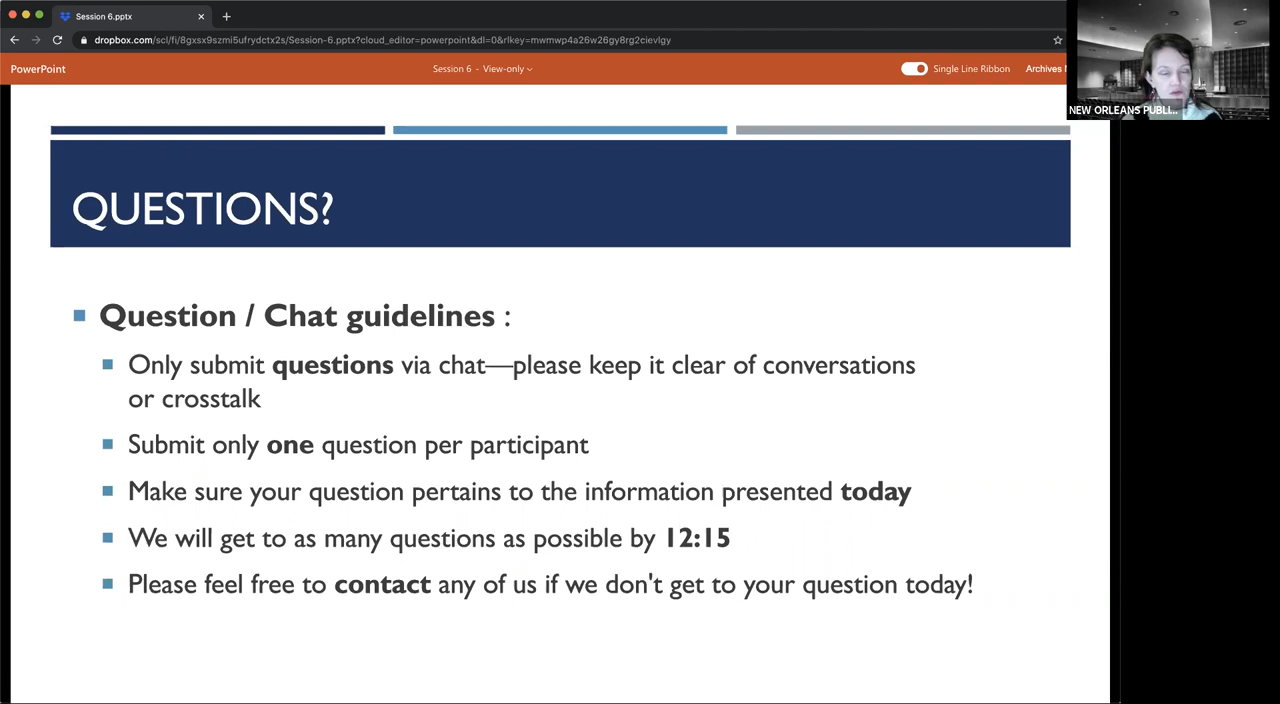 Session 6.pptx
dropbox.com/scl/fi/8gxsx9szmi5ufrydctx2s/Session-6.pptx?cloud_editor=powerpoint&dl=0&rlkey=mwmwp4a26w26gy8rg2cievlgy
PowerPoint
Session 6 - View-only
Single Line Ribbon
Archives
NEW ORLEANS PUBLI...
QUESTIONS?
Question / Chat guidelines :
Only submit questions via chat—please keep it clear of conversations
or crosstalk
Submit only one question per participant
Make sure your question pertains to the information presented today
We will get to as many questions as possible by 12:15
Please feel free to contact any of us if we don't get to your question today!